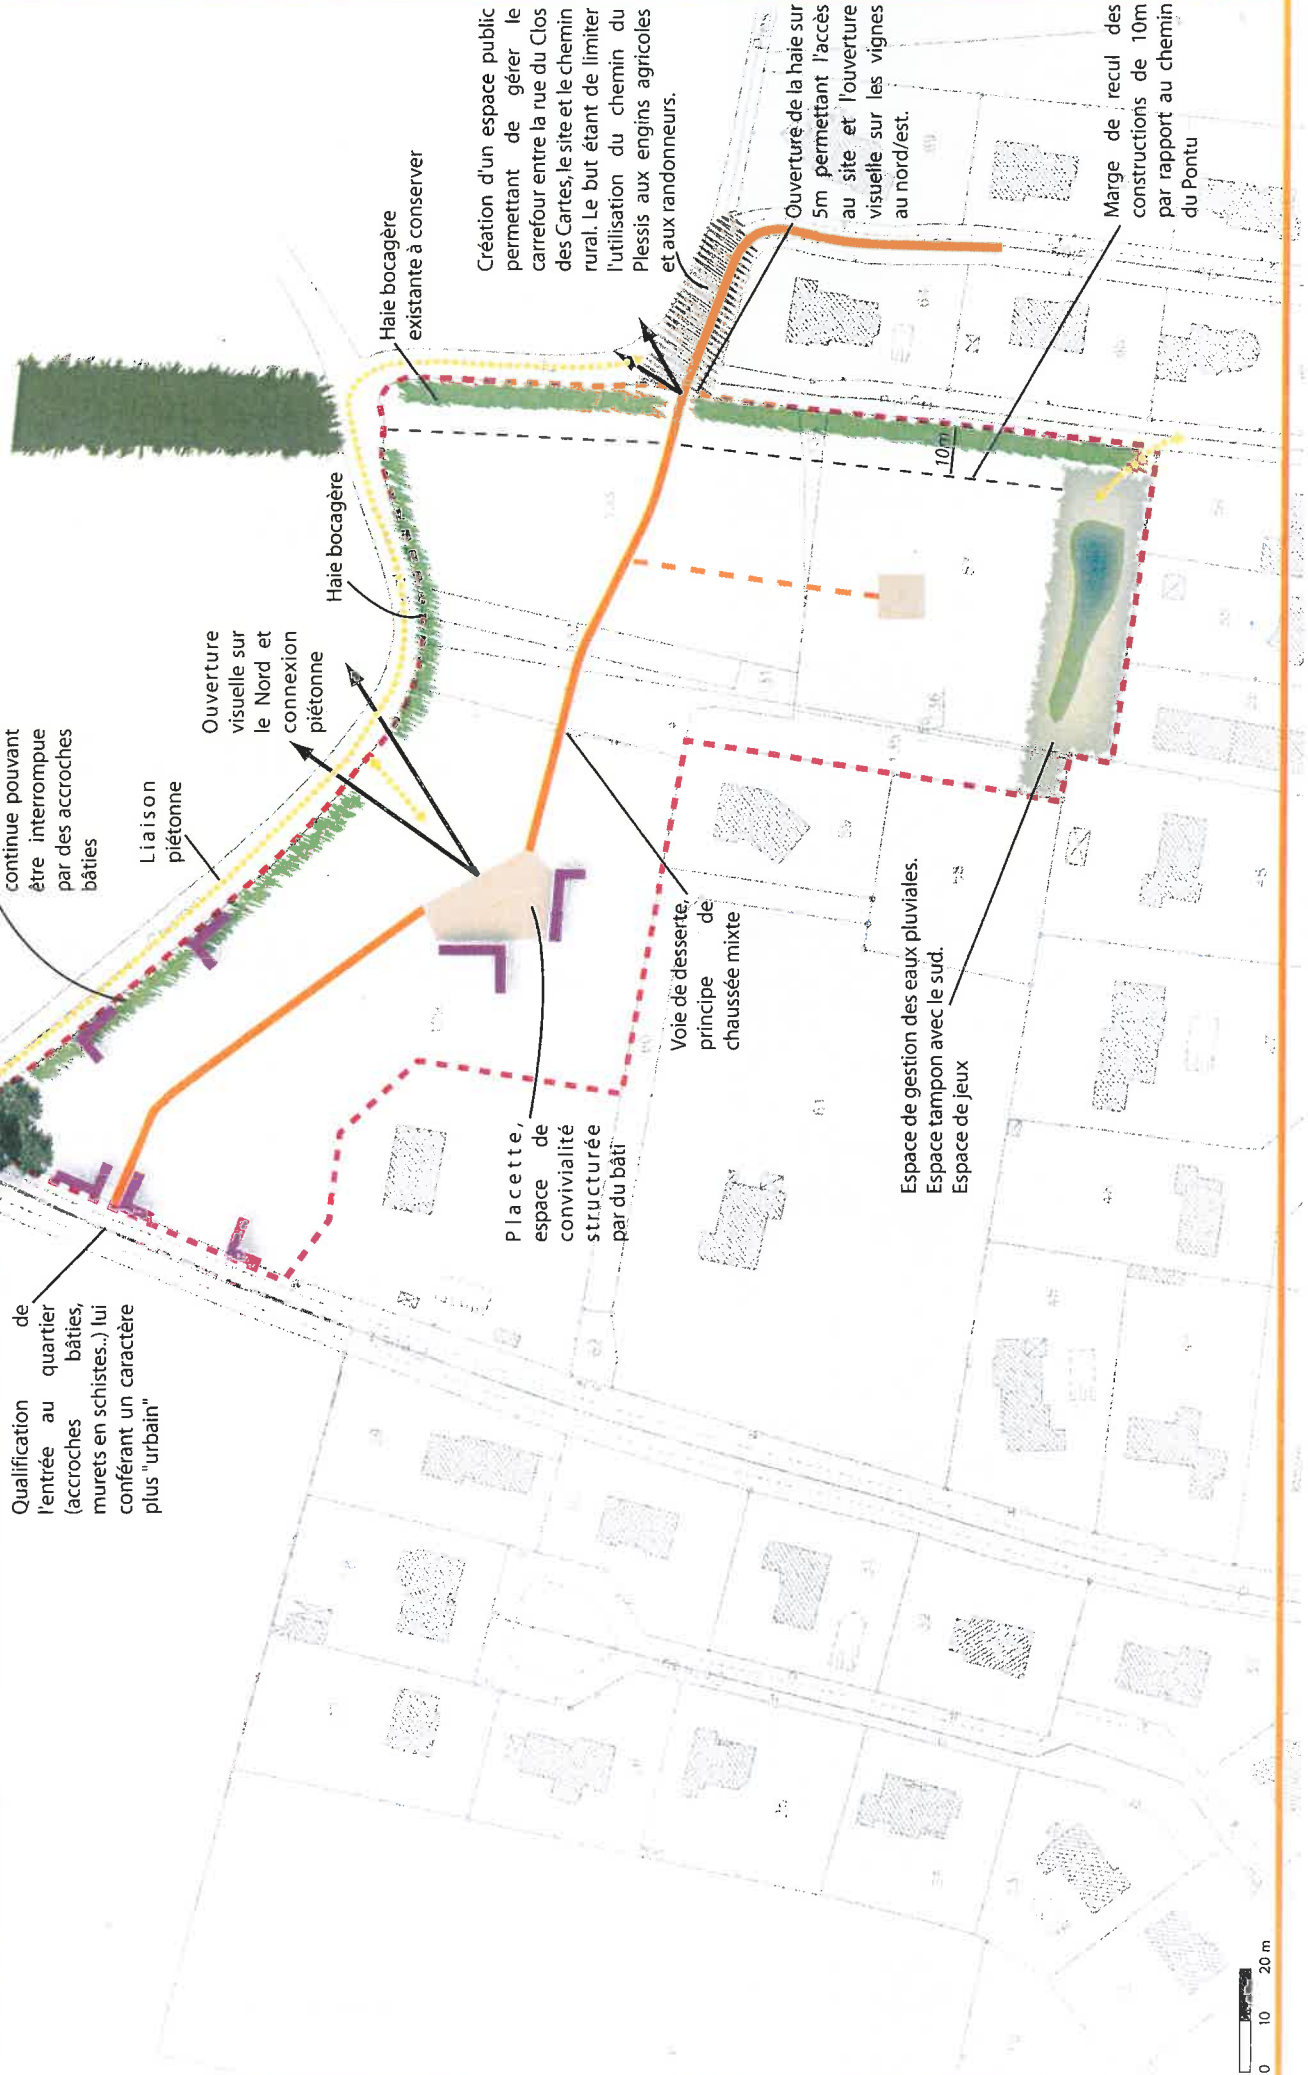 continue pouvant
être interrompue
par des accroches
bâties
Liaison
piétonne
Ouverture
visuelle sur
le Nord et
connexion
piétonne
Haie bocagère
Haie bocagère
existante à conserver
Création d'un espace public
permettant de gérer le
carrefour entre la rue du Clos
des Cartes, le site et le chemin
rural. Le but étant de limiter
l'utilisation du chemin du
Plessis aux engins agricoles
et aux randonneurs.
Ouverture de la haie sur
5m permettant l'accès
au site et l'ouverture
visuelle sur les vignes
au nord/est.
Marge de recul des
constructions de 10m
par rapport au chemin
du Pontu
10m
Qualification de
l'entrée au quartier
(accroches bâties,
murets en schistes..) lui
conférant un caractère
plus "urbain"
Placette,
espace de
convivialité
structurée
par du bâti
Voie de desserte,
principe de
chaussée mixte
Espace de gestion des eaux pluviales.
Espace tampon avec le sud.
Espace de jeux
61
0 10 20 m